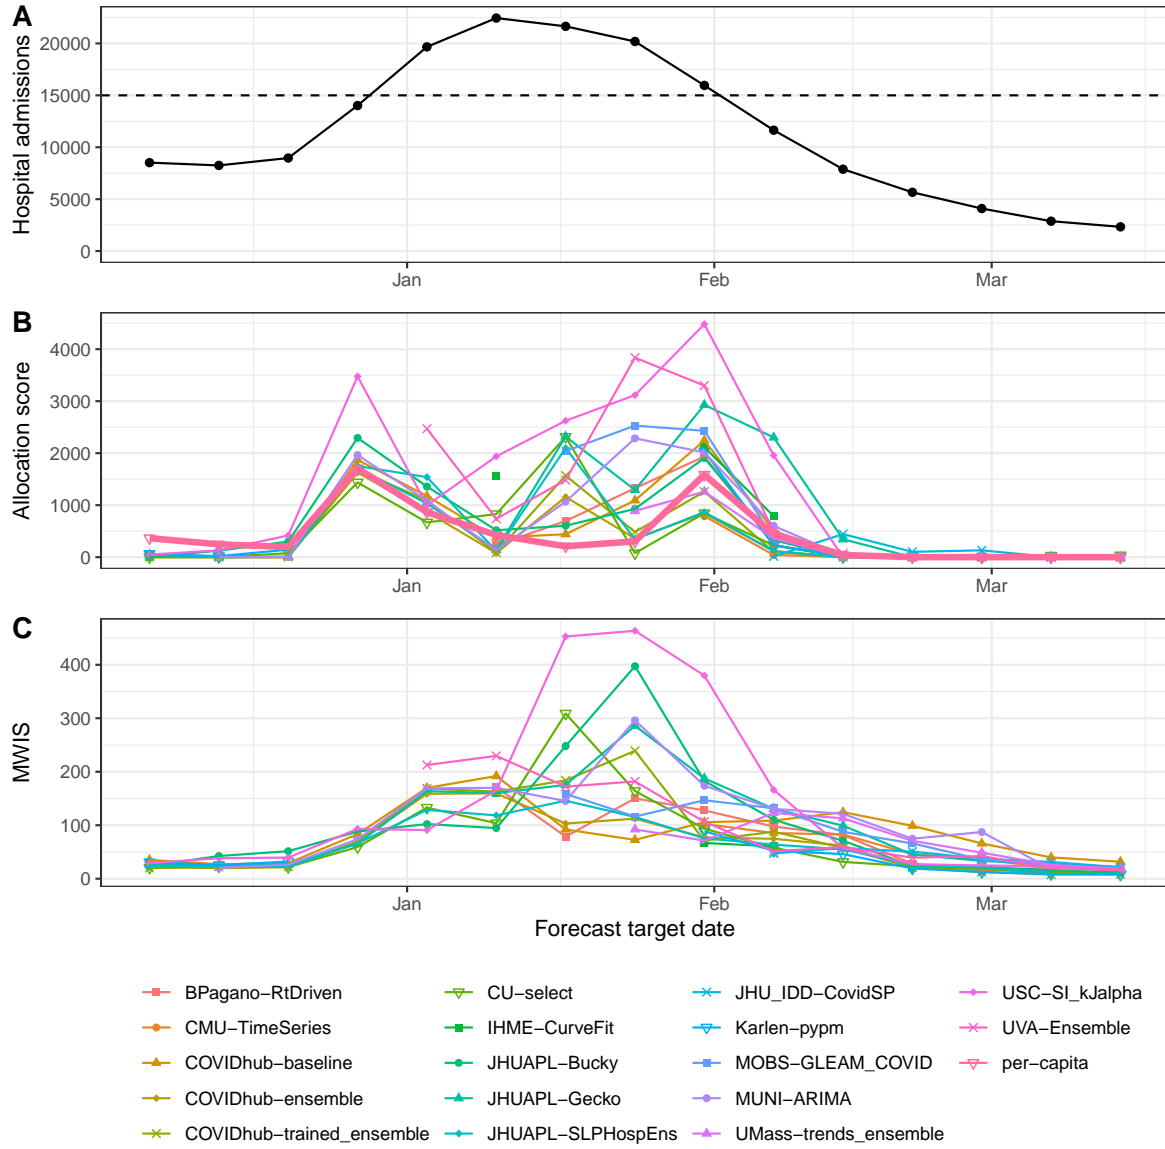 A
Hospital admissions
20000
15000
10000
5000
0
Jan
Feb
Mar
B
Allocation score
4000
3000
2000
1000
0
Jan
Feb
Mar
C
MWIS
400
300
200
100
0
Jan
Feb
Mar
Forecast target date
BPagano−RtDriven
CMU−TimeSeries
COVIDhub−baseline
COVIDhub−ensemble
COVIDhub−trained_ensemble
CU−select
IHME−CurveFit
JHUAPL−Bucky
JHUAPL−Gecko
JHUAPL−SLPHospEns
JHU_IDD−CovidSP
Karlen−pypm
MOBS−GLEAM_COVID
MUNI−ARIMA
UMass−trends_ensemble
USC−SI_kJalpha
UVA−Ensemble
per−capita